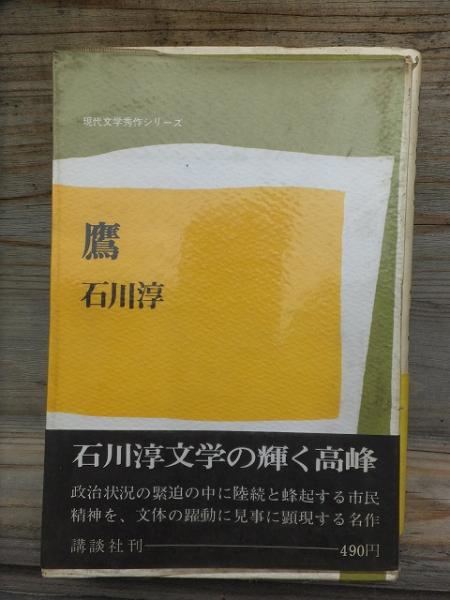 現代文学秀作シリーズ
鷹
石川淳
石川淳文学の輝く高峰
政治状況の緊迫の中に陸続と蜂起する市民
精神を、文体の躍動に見事に顕現する名作
講談社刊 490円